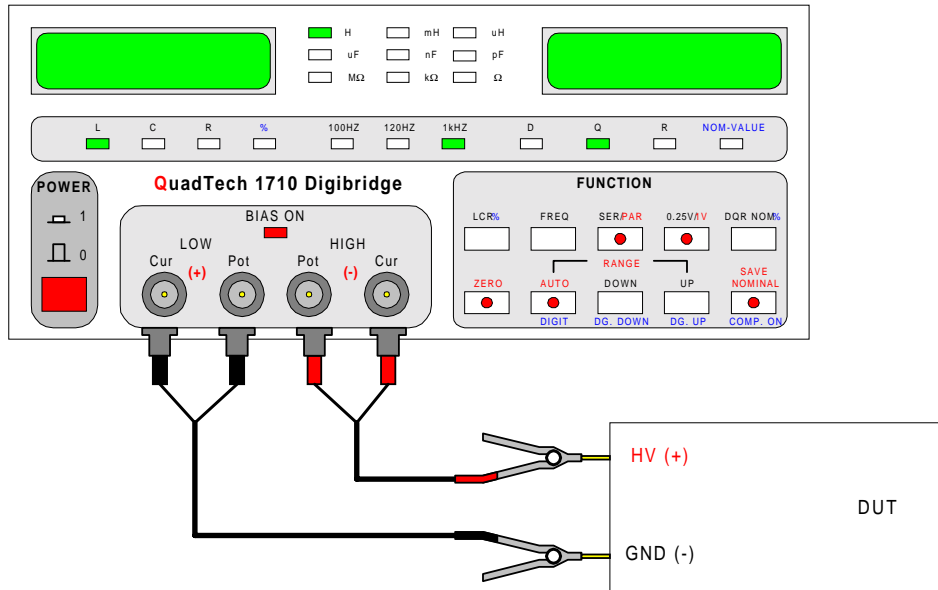 H mH uH
uF nF pF
MΩ kΩ Ω
L C R % 100HZ 120HZ 1kHZ D Q R NOM-VALUE
POWER
1
0
QuadTech 1710 Digibridge
BIAS ON
LOW HIGH
Cur (+) Pot Pot (-) Cur
FUNCTION
LCR% FREQ SER/PAR 0.25V/1V DQR NOM%
RANGE
ZERO AUTO DOWN UP SAVE NOMINAL
DIGIT DG. DOWN DG. UP COMP. ON
HV (+)
DUT
GND (-)